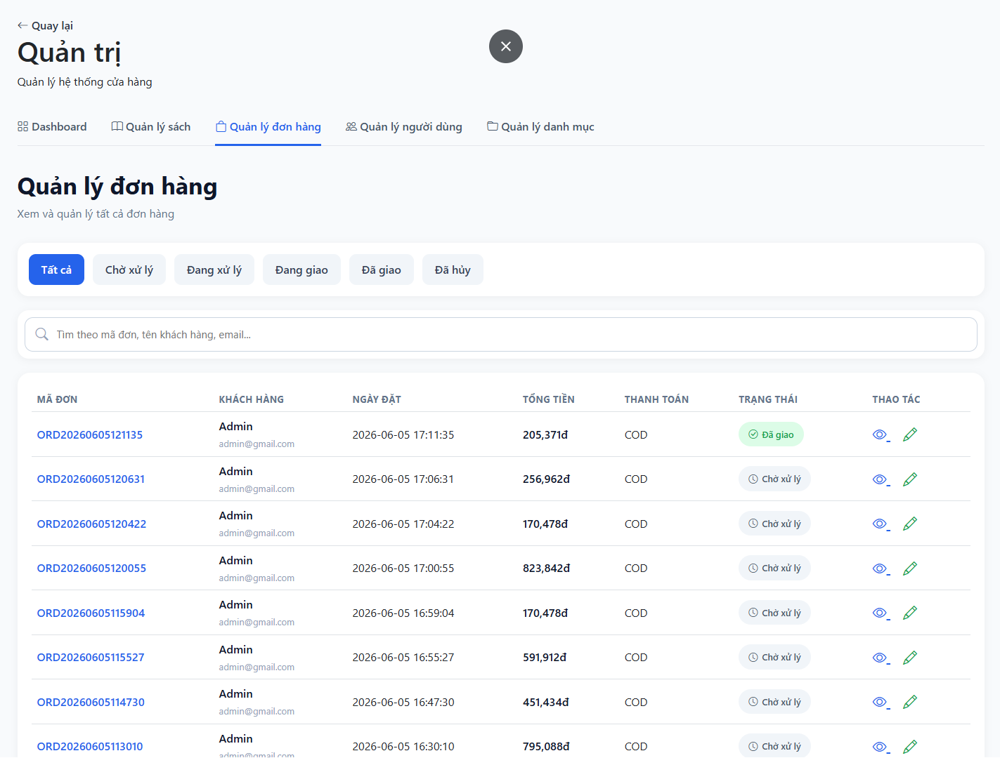 Quay lại
Quản trị
Quản lý hệ thống cửa hàng
Dashboard Quản lý sách Quản lý đơn hàng Quản lý người dùng Quản lý danh mục
Quản lý đơn hàng
Xem và quản lý tất cả đơn hàng
Tất cả Chờ xử lý Đang xử lý Đang giao Đã giao Đã hủy
Tìm theo mã đơn, tên khách hàng, email...
MÃ ĐƠN KHÁCH HÀNG NGÀY ĐẶT TỔNG TIỀN THANH TOÁN TRẠNG THÁI THAO TÁC
ORD20260605121135 Admin 2026-06-05 17:11:35 205,371đ COD Đã giao
admin@gmail.com
ORD20260605120631 Admin 2026-06-05 17:06:31 256,962đ COD Chờ xử lý
admin@gmail.com
ORD20260605120422 Admin 2026-06-05 17:04:22 170,478đ COD Chờ xử lý
admin@gmail.com
ORD20260605120055 Admin 2026-06-05 17:00:55 823,842đ COD Chờ xử lý
admin@gmail.com
ORD20260605115904 Admin 2026-06-05 16:59:04 170,478đ COD Chờ xử lý
admin@gmail.com
ORD20260605115527 Admin 2026-06-05 16:55:27 591,912đ COD Chờ xử lý
admin@gmail.com
ORD20260605114730 Admin 2026-06-05 16:47:30 451,434đ COD Chờ xử lý
admin@gmail.com
ORD20260605113010 Admin 2026-06-05 16:30:10 795,088đ COD Chờ xử lý
admin@gmail.com